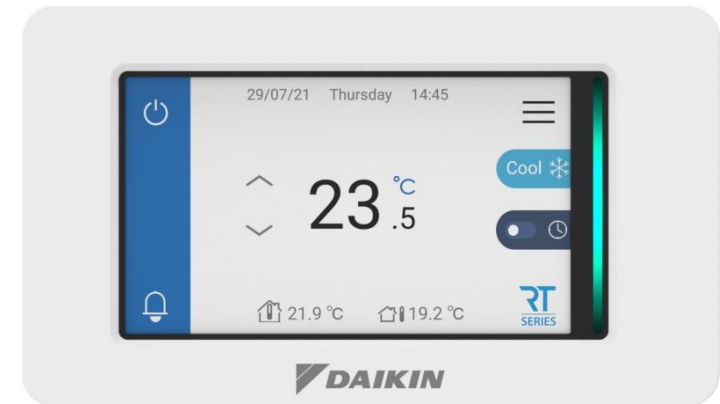 29/07/21 Thursday 14:45
Cool
23.5 °C
21.9 °C 19.2 °C
RT
SERIES
DAIKIN